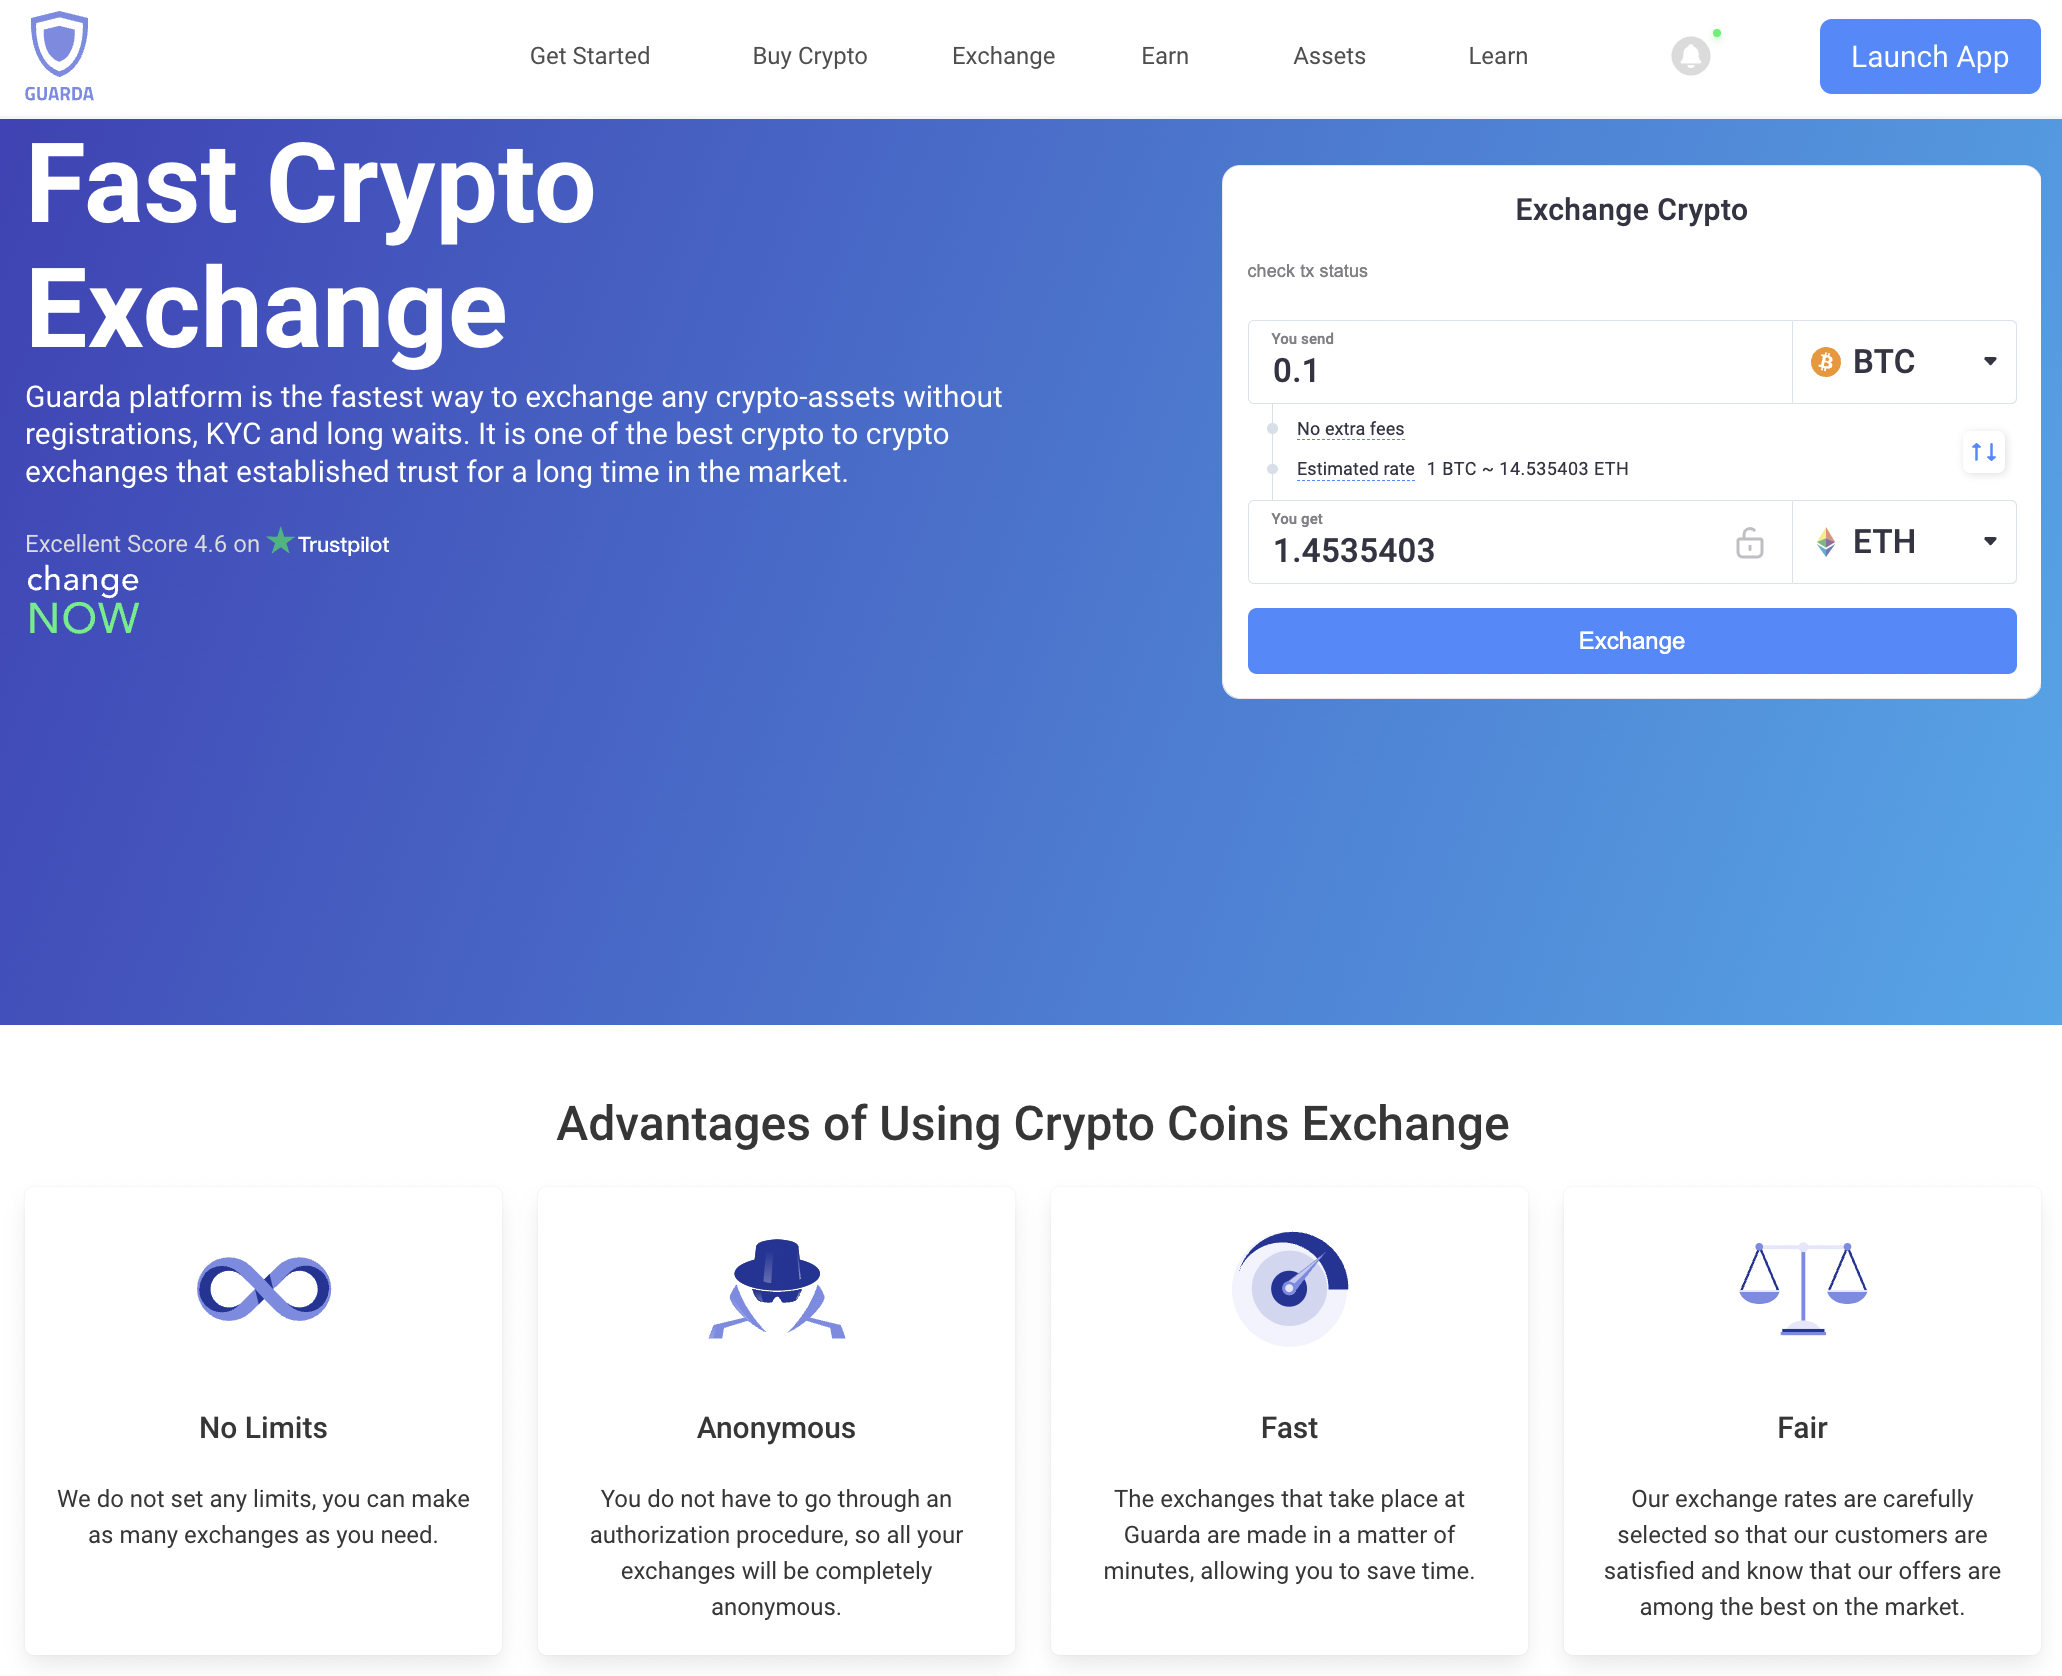 GUARDA
Get Started
Buy Crypto
Exchange
Earn
Assets
Learn
Launch App
Fast Crypto
Exchange
Guarda platform is the fastest way to exchange any crypto-assets without
registrations, KYC and long waits. It is one of the best crypto to crypto
exchanges that established trust for a long time in the market.
Excellent Score 4.6 on Trustpilot
change
NOW
Exchange Crypto
check tx status
You send
0.1
BTC
No extra fees
Estimated rate 1 BTC ~ 14.535403 ETH
You get
1.4535403
ETH
Exchange
Advantages of Using Crypto Coins Exchange
No Limits
We do not set any limits, you can make
as many exchanges as you need.
Anonymous
You do not have to go through an
authorization procedure, so all your
exchanges will be completely
anonymous.
Fast
The exchanges that take place at
Guarda are made in a matter of
minutes, allowing you to save time.
Fair
Our exchange rates are carefully
selected so that our customers are
satisfied and know that our offers are
among the best on the market.